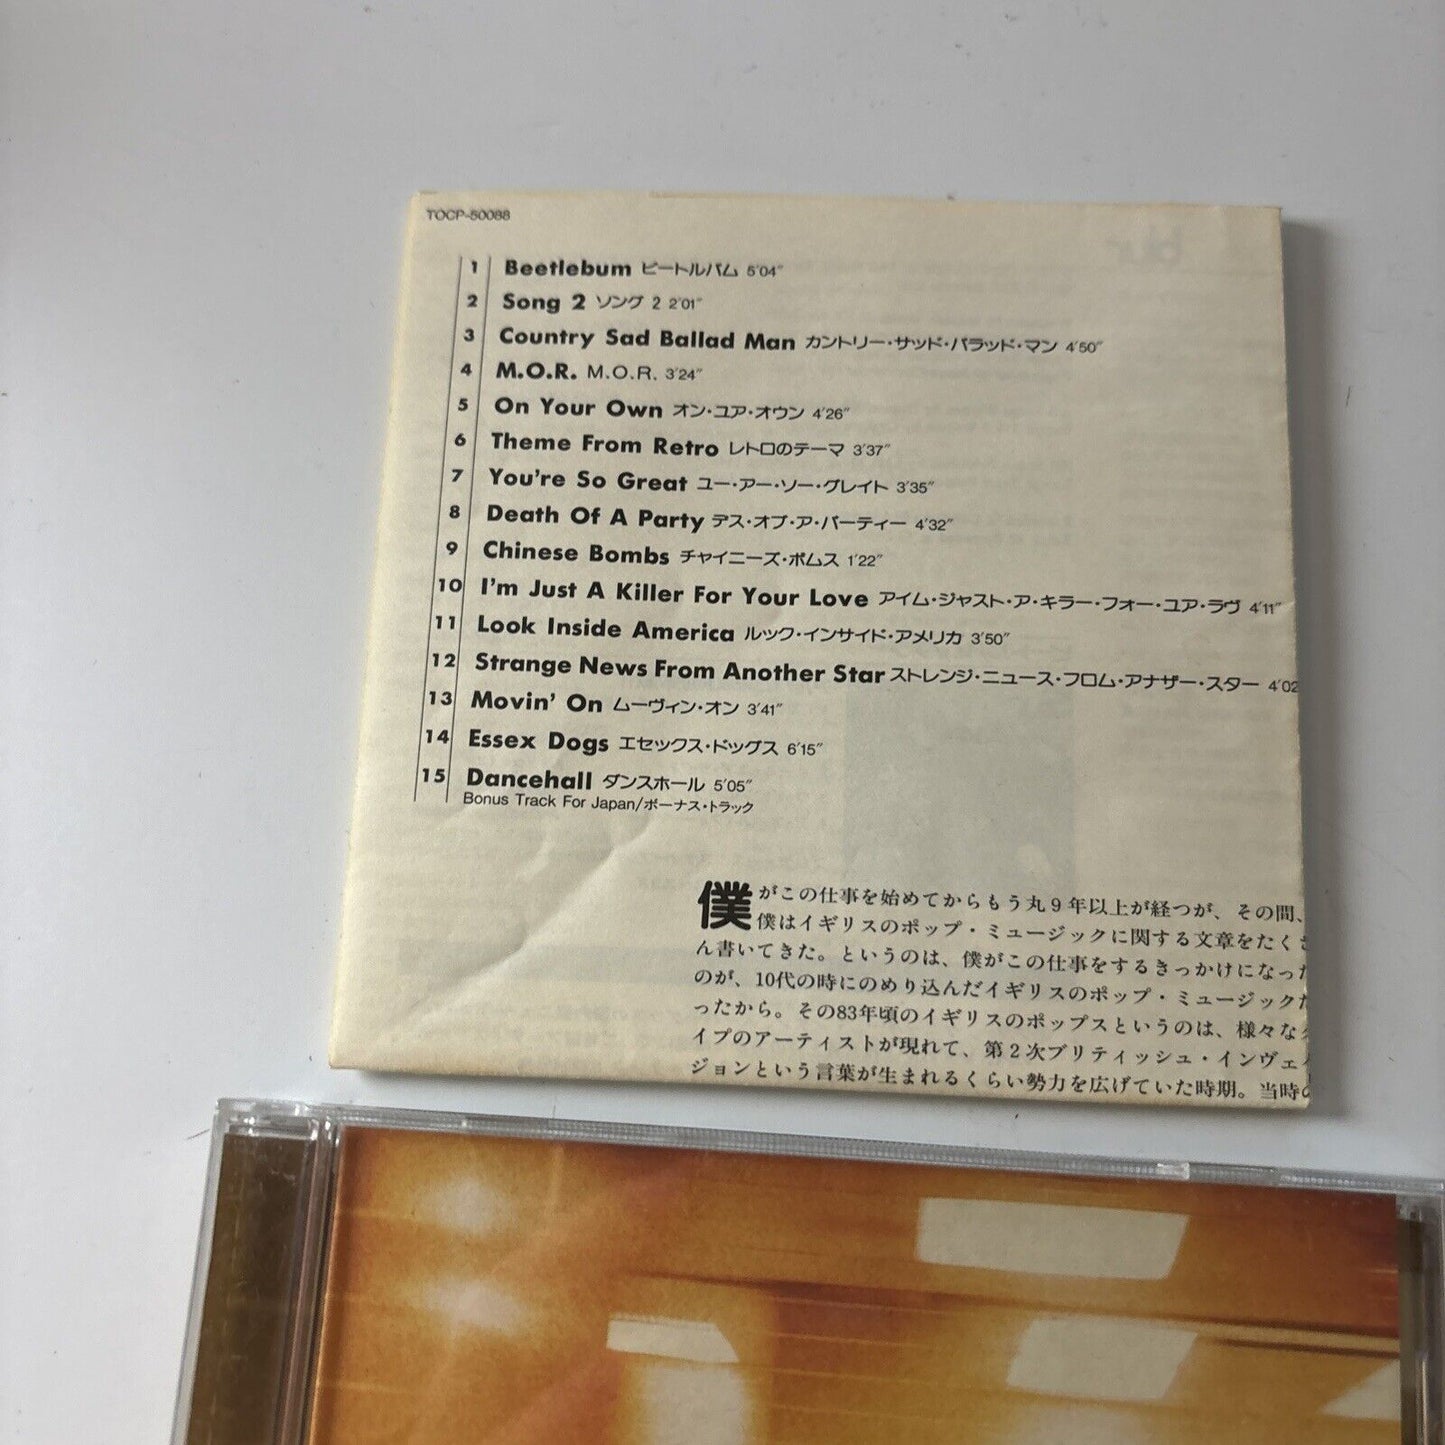 TOCP-50088
1 Beetlebum ビートルバム 5'04"
2 Song 2 ソング 2 2'01"
3 Country Sad Ballad Man カントリー・サッド・バラッド・マン 4'50"
4 M.O.R. M.O.R. 3'24"
5 On Your Own オン・ユア・オウン 4'26"
6 Theme From Retro レトロのテーマ 3'37"
7 You're So Great ユー・アー・ソー・グレイト 3'35"
8 Death Of A Party デス・オブ・ア・パーティー 4'32"
9 Chinese Bombs チャイニーズ・ボムス 1'22"
10 I'm Just A Killer For Your Love アイム・ジャスト・ア・キラー・フォー・ユア・ラヴ 4'11"
11 Look Inside America ルック・インサイド・アメリカ 3'50"
12 Strange News From Another Star ストレンジ・ニュース・フロム・アナザー・スター 4'02
13 Movin' On ムーヴィン・オン 3'41"
14 Essex Dogs エセックス・ドッグス 6'15"
15 Dancehall ダンスホール 5'05"
Bonus Track For Japan/ボーナス・トラック
僕がこの仕事を始めてからもう丸9年以上が経つが、その間、
僕はイギリスのポップ・ミュージックに関する文章をたくさ
ん書いてきた。というのは、僕がこの仕事をするきっかけになった
のが、10代の時にのめり込んだイギリスのポップ・ミュージックだ
ったから。その83年頃のイギリスのポップスというのは、様々なタ
イプのアーティストが現れて、第2次ブリティッシュ・インヴェイ
ジョンという言葉が生まれるくらい勢力を広げていた時期。当時の